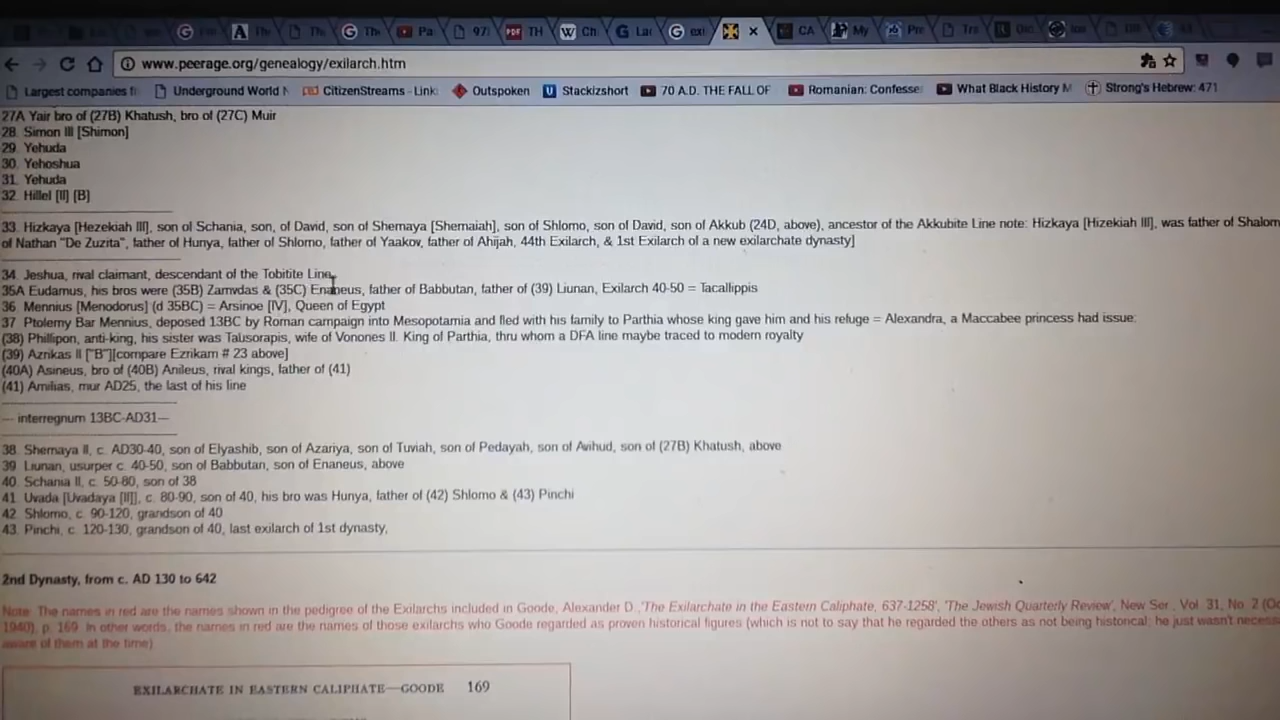 G A G 97: PDF TH W Ch G G ex × CA My Pre
www.peerage.org/genealogy/exilarch.htm
Largest companies Underground World CitizenStreams - Link: Outspoken Stackizshort 70 A.D. THE FALL OF Romanian: Confesse What Black History M Strong's Hebrew: 471
27A Yair bro of (27B) Khatush, bro of (27C) Muir
28. Simon III [Shimon]
29. Yehuda
30. Yehoshua
31. Yehuda
32. Hillel [II] {B}
33. Hizkaya [Hezekiah III], son of Schania, son, of David, son of Shemaya [Shemaiah], son of Shlomo, son of David, son of Akkub (24D, above), ancestor of the Akkubite Line note: Hizkaya [Hizekiah III], was father of Shalom
of Nathan "De Zuzita", father of Hunya, father of Shlomo, father of Yaakov, father of Ahijah, 44th Exilarch, & 1st Exilarch of a new exilarchate dynasty]
34. Jeshua, rival claimant, descendant of the Tobitite Line
35A Eudamus, his bros were (35B) Zamvdas & (35C) Enaneus, father of Babbutan, father of (39) Liunan, Exilarch 40-50 = Tacallippis
36. Mennius [Menodorus] (d 35BC) = Arsinoe [IV], Queen of Egypt
37. Ptolemy Bar Mennius, deposed 13BC by Roman campaign into Mesopotamia and fled with his family to Parthia whose king gave him and his refuge = Alexandra, a Maccabee princess had issue:
(38) Phillipon, anti-king, his sister was Tausorapis, wife of Vonones II. King of Parthia, thru whom a DFA line maybe traced to modern royalty
(39) Azrikas II ["B"][compare Ezrikam # 23 above]
(40A) Asineus, bro of (40B) Anileus, rival kings, father of (41)
(41) Amilias, mur AD25, the last of his line
--- interregnum 13BC-AD31---
38. Shemaya II, c. AD30-40, son of Elyashib, son of Azariya, son of Tuviah, son of Pedayah, son of Avihud, son of (27B) Khatush, above
39. Liunan, usurper c. 40-50, son of Babbutan, son of Enaneus, above
40. Schania II, c. 50-80, son of 38
41. Uvada [Uvadaya [II]], c. 80-90, son of 40, his bro was Hunya, father of (42) Shlomo & (43) Pinchi
42. Shlomo, c. 90-120, grandson of 40
43. Pinchi, c. 120-130, grandson of 40, last exilarch of 1st dynasty,
2nd Dynasty, from c. AD 130 to 642
Note: The names in red are the names shown in the pedigree of the Exilarchs included in Goode, Alexander D., 'The Exilarchate in the Eastern Caliphate, 637-1258', 'The Jewish Quarterly Review', New Ser., Vol. 31, No. 2 (Oc
1940), p. 169. In other words, the names in red are the names of those exilarchs who Goode regarded as proven historical figures (which is not to say that he regarded the others as not being historical; he just wasn't necess
aware of them at the time)
EXILARCHATE IN EASTERN CALIPHATE—GOODE 169